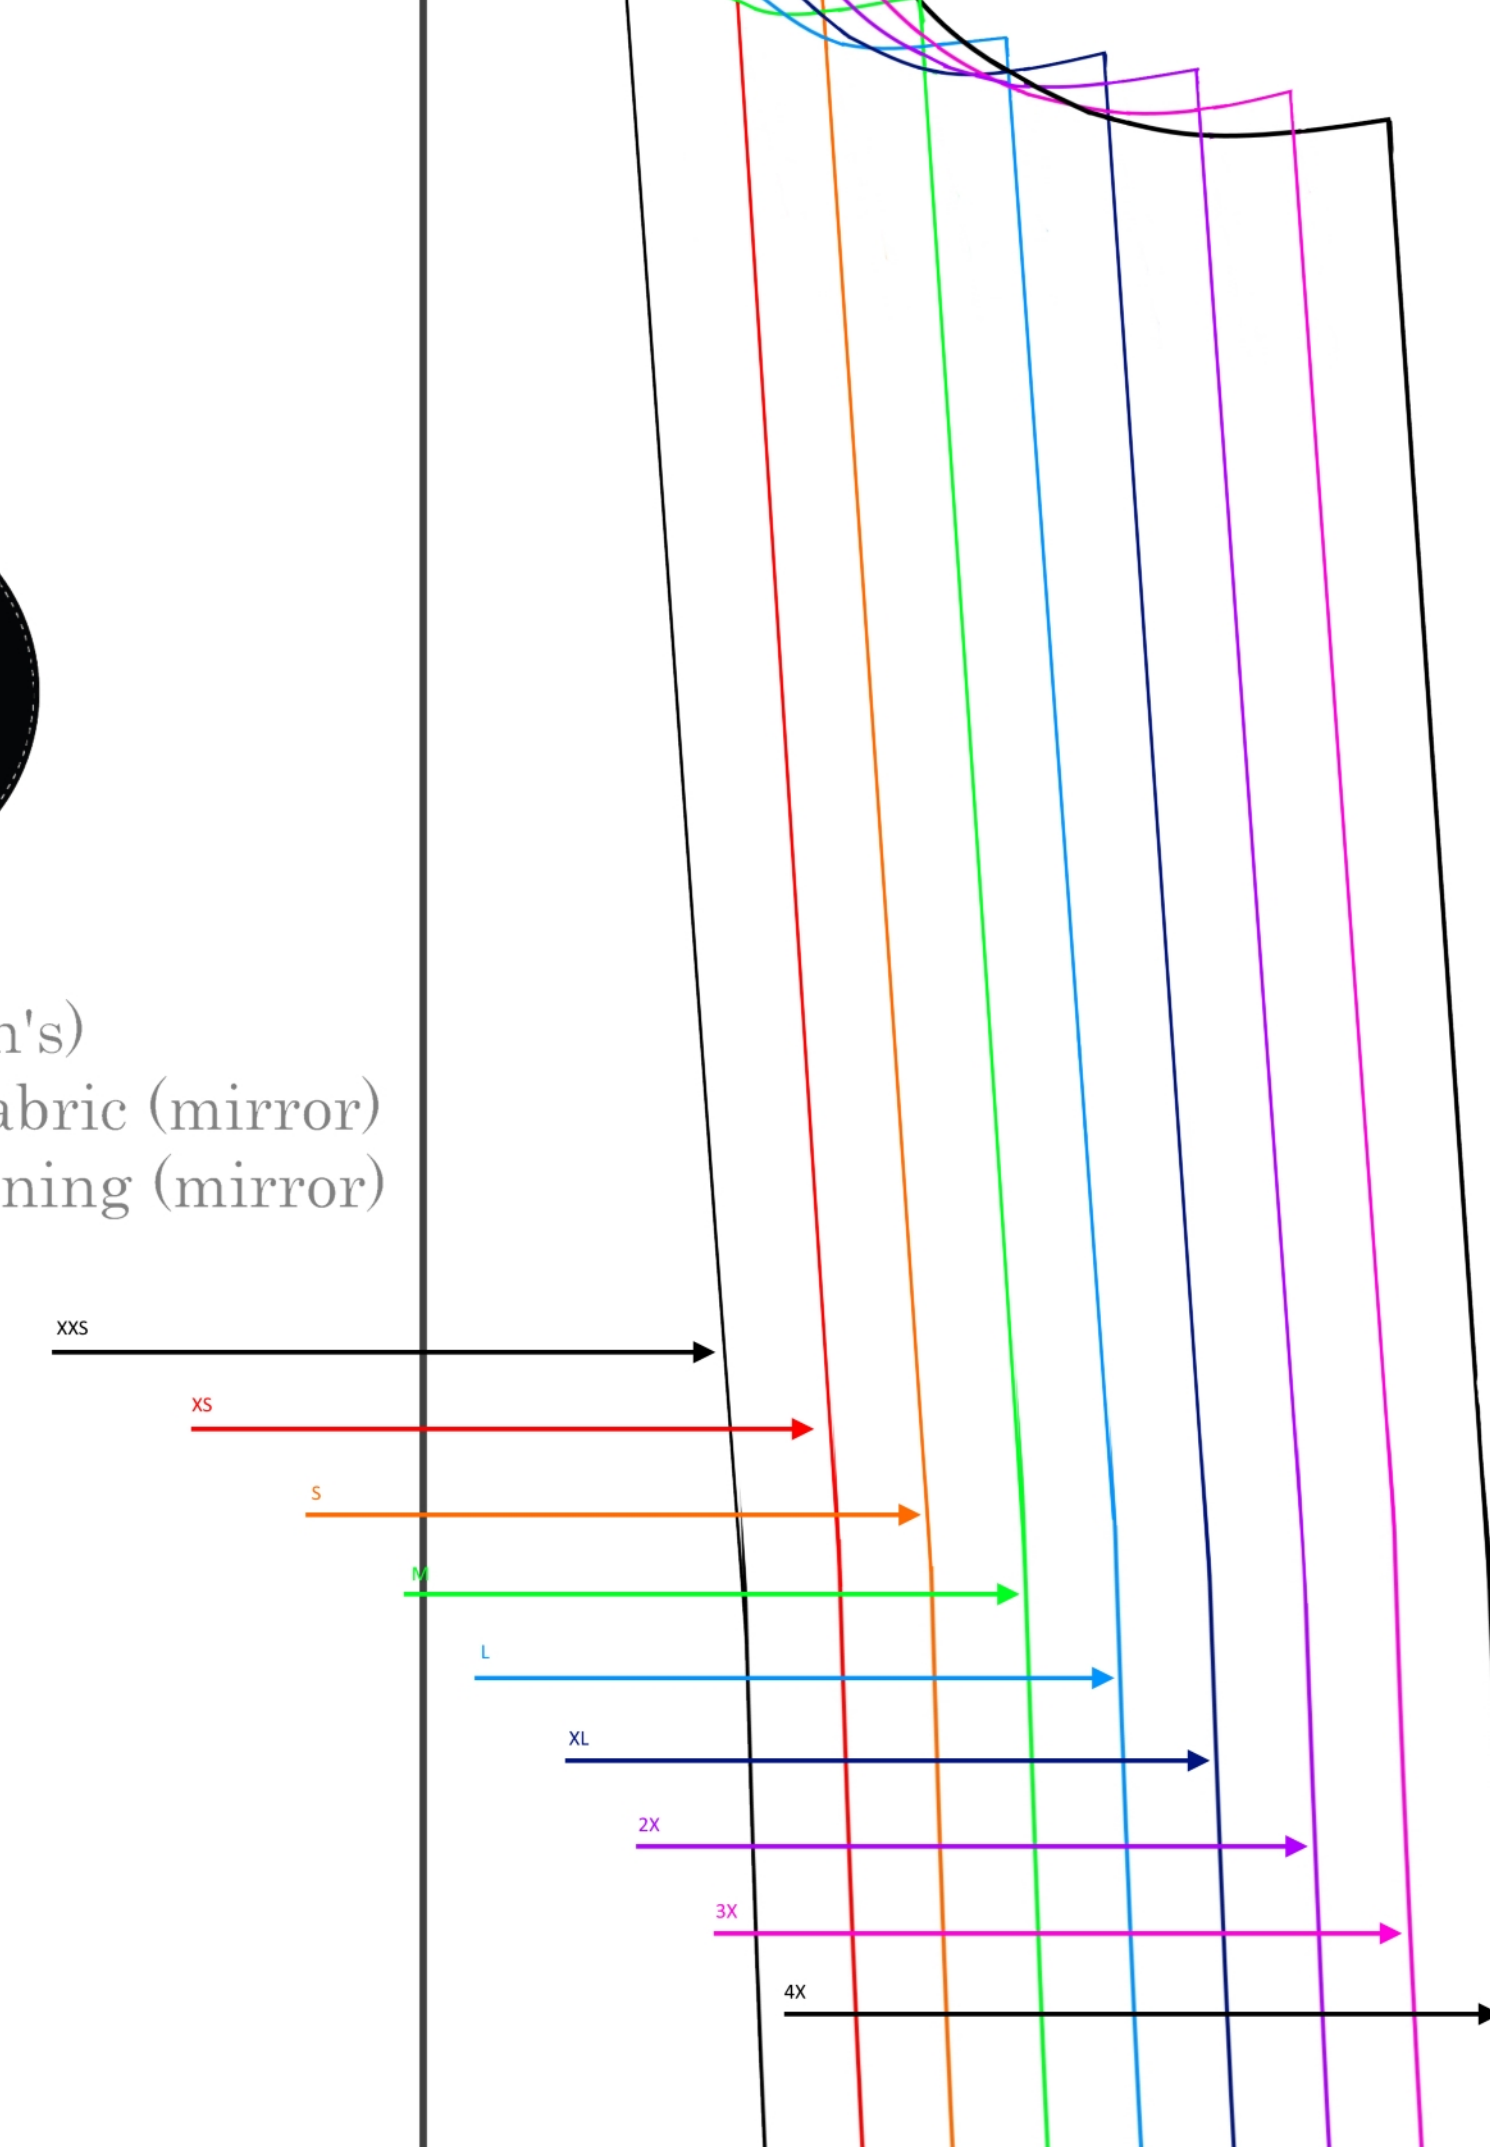 n's)
abric (mirror)
ning (mirror)
XXS
XS
S
M
L
XL
2X
3X
4X